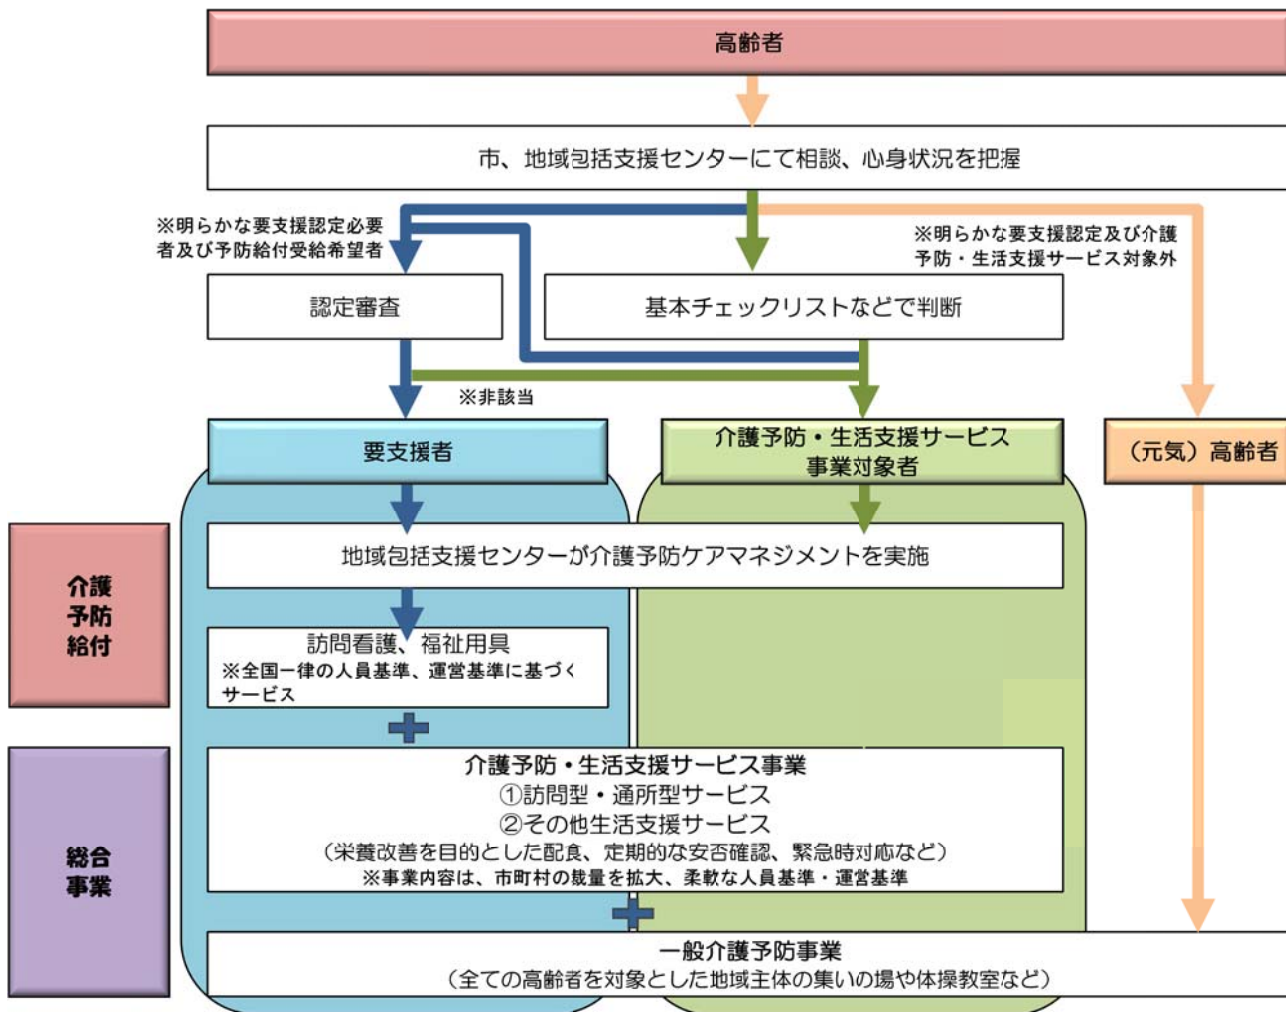 高齢者
市、地域包括支援センターにて相談、心身状況を把握
※明らかな要支援認定必要
者及び予防給付受給希望者
※明らかな要支援認定及び介護
予防・生活支援サービス対象外
認定審査
基本チェックリストなどで判断
※非該当
要支援者
介護予防・生活支援サービス
事業対象者
（元気）高齢者
介護
予防
給付
地域包括支援センターが介護予防ケアマネジメントを実施
訪問看護、福祉用具
※全国一律の人員基準、運営基準に基づく
サービス
総合
事業
介護予防・生活支援サービス事業
①訪問型・通所型サービス
②その他生活支援サービス
（栄養改善を目的とした配食、定期的な安否確認、緊急時対応など）
※事業内容は、市町村の裁量を拡大、柔軟な人員基準・運営基準
一般介護予防事業
（全ての高齢者を対象とした地域主体の集いの場や体操教室など）